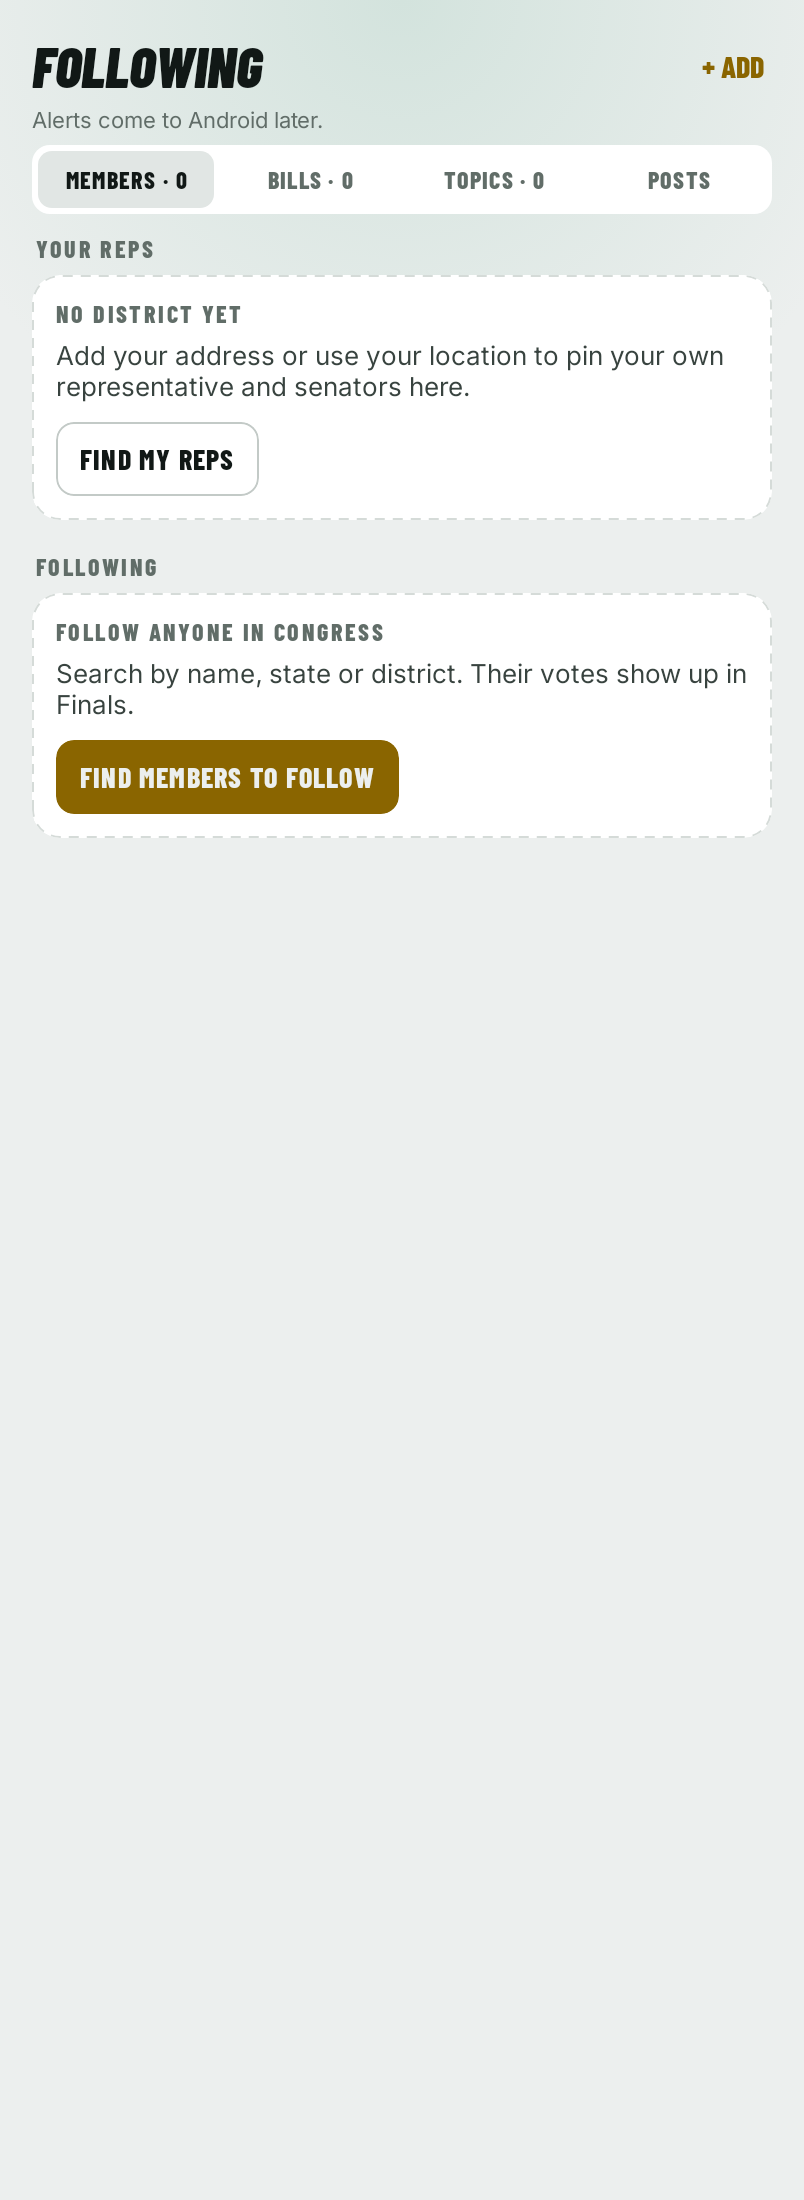 FOLLOWING
+ ADD
Alerts come to Android later.
MEMBERS · 0
BILLS · 0
TOPICS · 0
POSTS
YOUR REPS
NO DISTRICT YET
Add your address or use your location to pin your own
representative and senators here.
FIND MY REPS
FOLLOWING
FOLLOW ANYONE IN CONGRESS
Search by name, state or district. Their votes show up in
Finals.
FIND MEMBERS TO FOLLOW